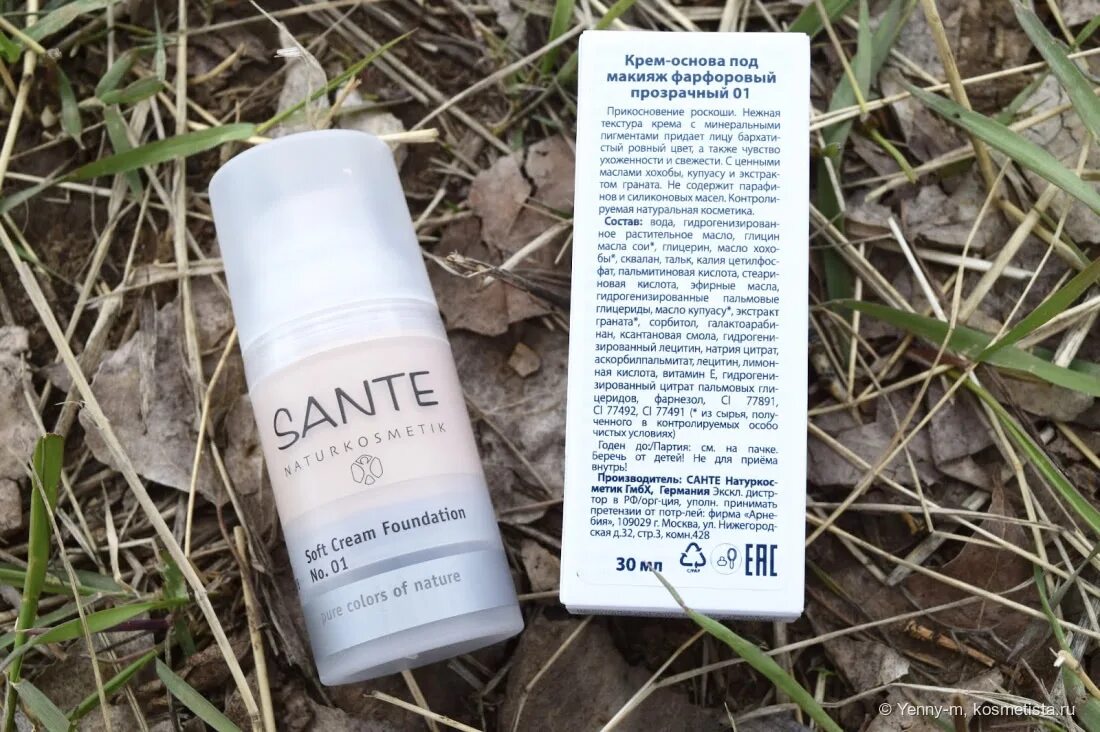 SANTE
NATURKOSMETIK
Soft Cream Foundation
No. 01
pure colors of nature
Крем-основа под
макияж фарфоровый
прозрачный 01
Прикосновение роскоши. Нежная
текстура крема с минеральными
пигментами придает лицу бархатис-
тый ровный цвет, а также чувство
ухоженности и свежести. С ценными
маслами хохобы, купуасу и экстрак-
том граната. Не содержит парафи-
нов и силиконовых масел. Контроли-
руемая натуральная косметика.
Состав: вода, гидрогенизирован-
ное растительное масло, глицин
масла сои*, глицерин, масло хохо-
бы*, сквалан, тальк, калия цетилфос-
фат, пальмитиновая кислота, стеари-
новая кислота, эфирные масла,
гидрогенизированные пальмовые
глицериды, масло купуасу*, экстракт
граната*, сорбитол, галактоараби-
нан, ксантановая смола, гидрогени-
зированный лецитин, натрия цитрат,
аскорбилпальмитат, лецитин, лимон-
ная кислота, витамин Е, гидрогени-
зированный цитрат пальмовых гли-
церидов, фарнезол, CI 77891,
CI 77492, CI 77491 (* из сырья, полу-
ченного в контролируемых особо
чистых условиях)
Годен до:/Партия: см. на пачке.
Беречь от детей! Не для приёма
внутрь!
Производитель: САНТЕ Натуркос-
метик ГмбХ, Германия Экскл. дистр-
тор в РФ/орг-ция, уполн. принимать
претензии от потр-лей: фирма «Арне-
бия», 109029 г. Москва, ул. Нижегород-
ская д.32, стр.3, комн.428
30 мл
C/PAP
EAC
© Yenny-m, kosmetista.ru